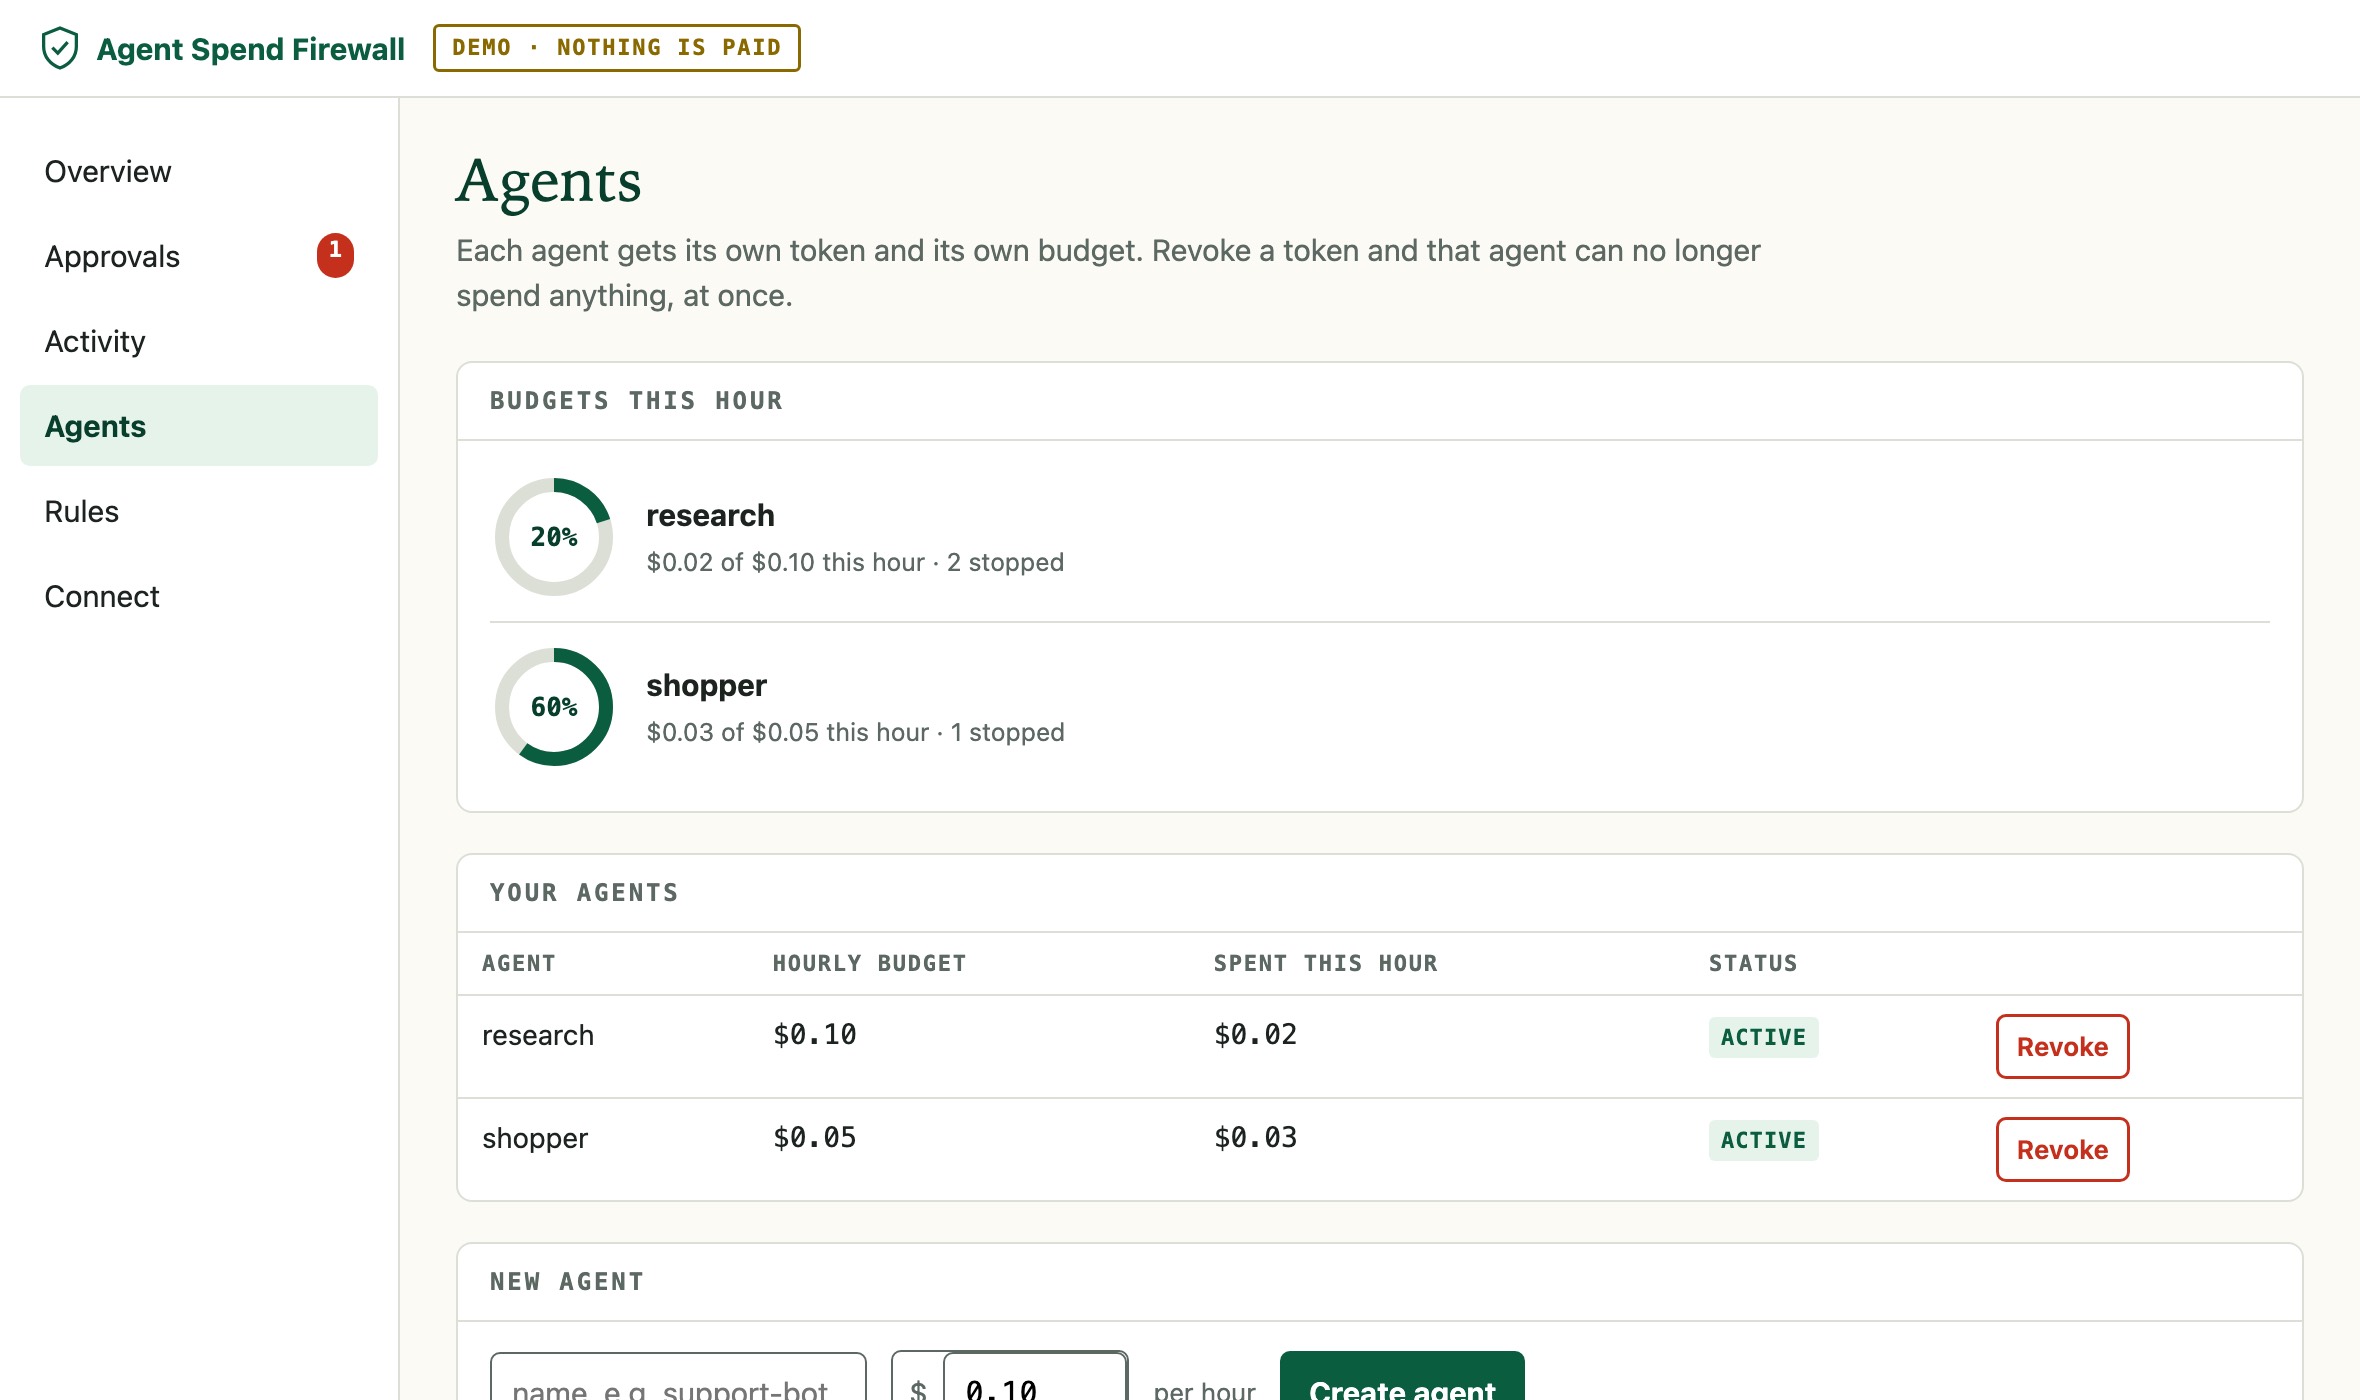 Agent Spend Firewall
DEMO · NOTHING IS PAID
Overview
Approvals
1
Activity
Agents
Rules
Connect
Agents
Each agent gets its own token and its own budget. Revoke a token and that agent can no longer
spend anything, at once.
BUDGETS THIS HOUR
20%
research
$0.02 of $0.10 this hour · 2 stopped
60%
shopper
$0.03 of $0.05 this hour · 1 stopped
YOUR AGENTS
AGENT HOURLY BUDGET SPENT THIS HOUR STATUS
research $0.10 $0.02 ACTIVE Revoke
shopper $0.05 $0.03 ACTIVE Revoke
NEW AGENT
name, e.g. support-bot $ 0.10 per hour Create agent